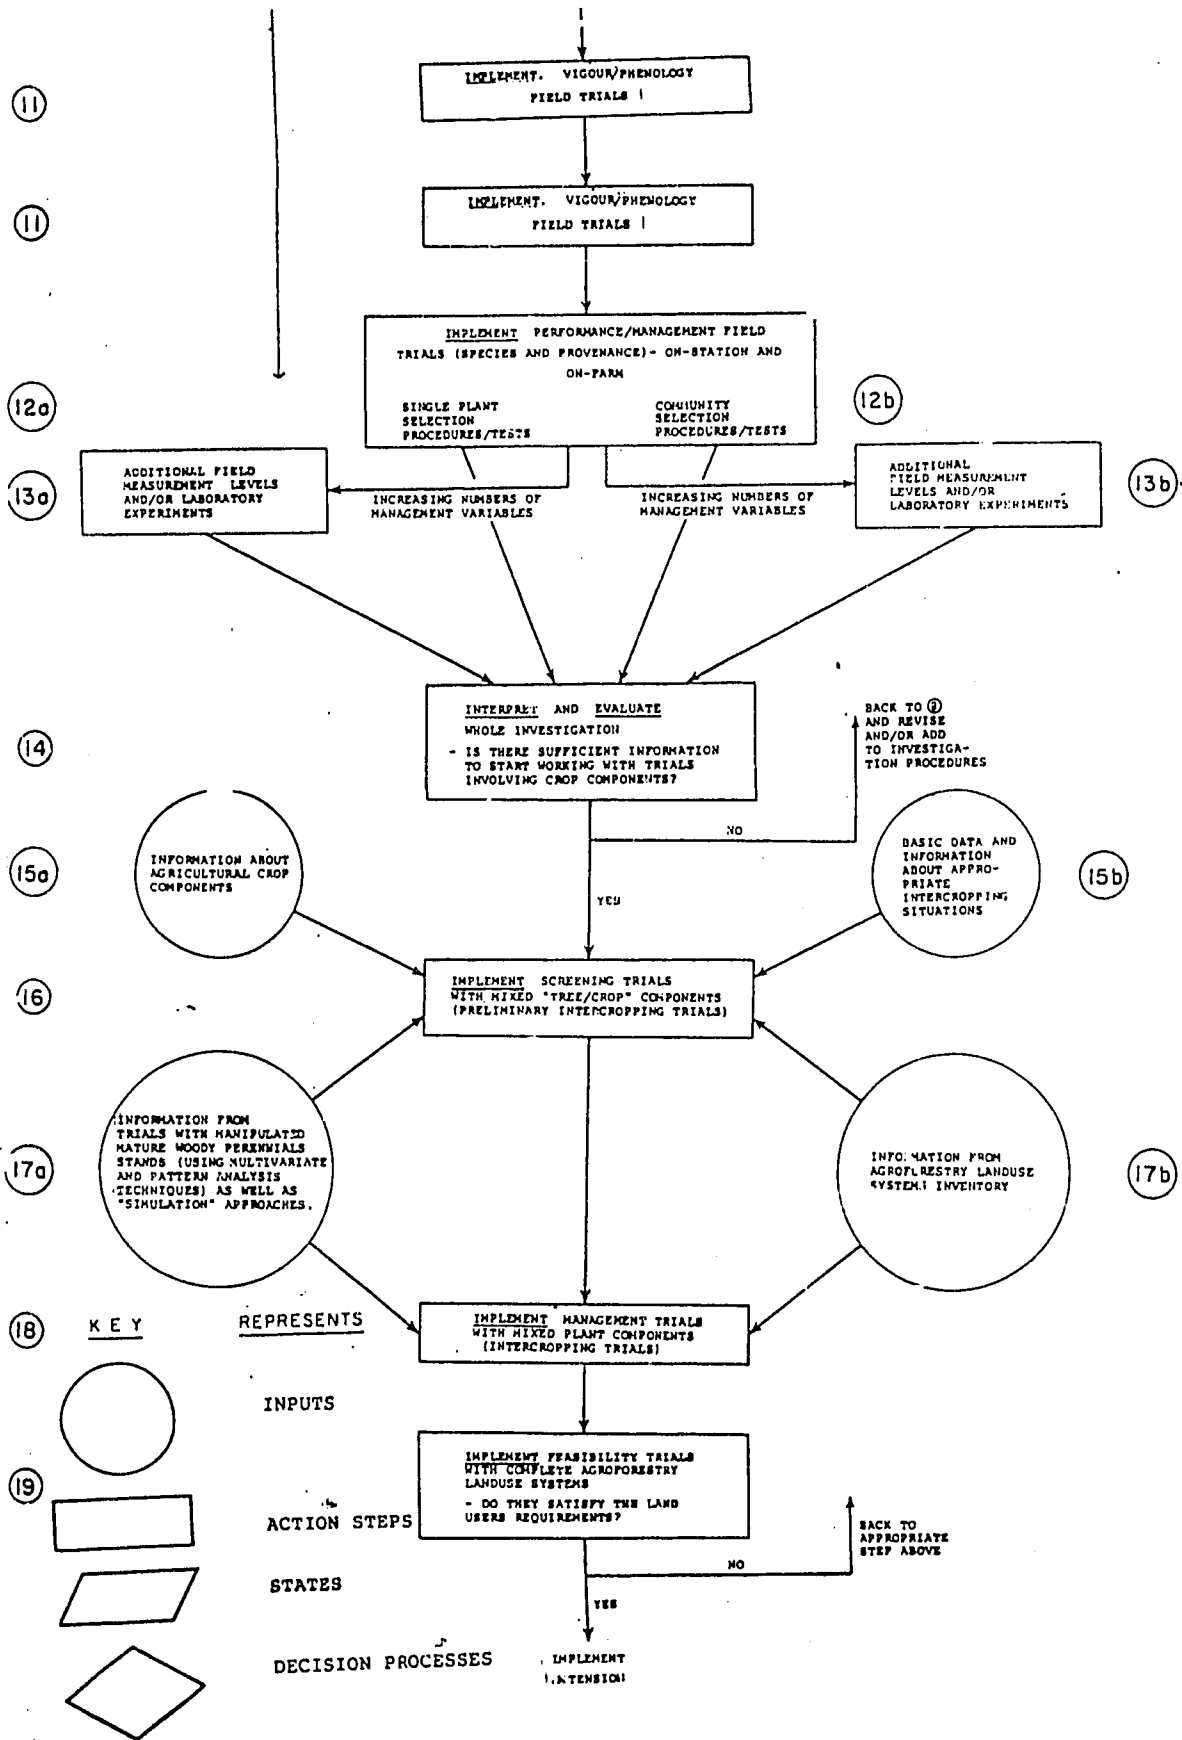 11
IMPLEMENT. VIGOUR/PHENOLOGY
FIELD TRIALS
11
IMPLEMENT. VIGOUR/PHENOLOGY
FIELD TRIALS
IMPLEMENT PERFORMANCE/MANAGEMENT FIELD
TRIALS (SPECIES AND PROVENANCE) - ON-STATION AND
ON-FARM
12a
SINGLE PLANT
SELECTION
PROCEDURES/TESTS
COMMUNITY
SELECTION
PROCEDURES/TESTS
12b
13a
ADDITIONAL FIELD
MEASUREMENT LEVELS
AND/OR LABORATORY
EXPERIMENTS
INCREASING NUMBERS OF
MANAGEMENT VARIABLES
INCREASING NUMBERS OF
MANAGEMENT VARIABLES
ADDITIONAL
FIELD MEASUREMENT
LEVELS AND/OR
LABORATORY EXPERIMENTS
13b
14
INTERPRET AND EVALUATE
WHOLE INVESTIGATION
- IS THERE SUFFICIENT INFORMATION
TO START WORKING WITH TRIALS
INVOLVING CROP COMPONENTS?
BACK TO
AND REVISE
AND/OR ADD
TO INVESTIGA-
TION PROCEDURES
NO
YES
15a
INFORMATION ABOUT
AGRICULTURAL CROP
COMPONENTS
BASIC DATA AND
INFORMATION
ABOUT APPRO-
PRIATE
INTERCROPPING
SITUATIONS
15b
16
IMPLEMENT SCREENING TRIALS
WITH MIXED "TREE/CROP" COMPONENTS
(PRELIMINARY INTERCROPPING TRIALS)
17a
INFORMATION FROM
TRIALS WITH MANIPULATED
MATURE WOODY PERENNIALS
STANDS (USING MULTIVARIATE
AND PATTERN ANALYSIS
TECHNIQUES) AS WELL AS
"SIMULATION" APPROACHES.
INFORMATION FROM
AGROFORESTRY LANDUSE
SYSTEMS INVENTORY
17b
18
IMPLEMENT MANAGEMENT TRIALS
WITH MIXED PLANT COMPONENTS
(INTERCROPPING TRIALS)
KEY REPRESENTS
INPUTS
19
IMPLEMENT FEASIBILITY TRIALS
WITH COMPLETE AGROFORESTRY
LANDUSE SYSTEMS
- DO THEY SATISFY THE LAND
USERS REQUIREMENTS?
ACTION STEPS
BACK TO
APPROPRIATE
STEP ABOVE
NO
STATES
YES
DECISION PROCESSES
IMPLEMENT
EXTENSION